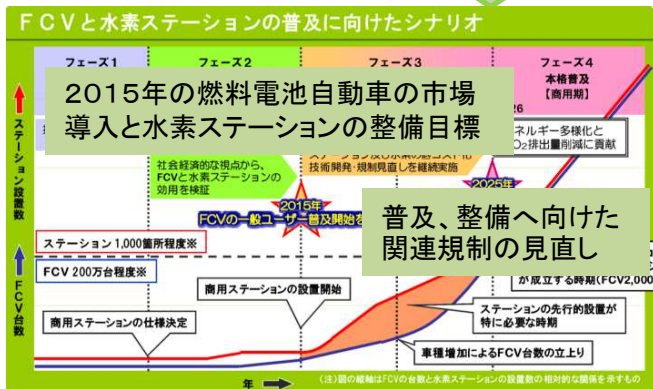 FCVと水素ステーションの普及に向けたシナリオ
フェーズ1
フェーズ2
フェーズ3
フェーズ4
本格普及
【商用期】
26
2015年の燃料電池自動車の市場
導入と水素ステーションの整備目標
ネルギー多様化と
O₂排出量削減に貢献
社会経済的な視点から、
FCVと水素ステーションの
効用を検証
技術開発・規制見直しを継続実施
2015年
FCVの一般ユーザー普及開始を
2025年
普及、整備へ向けた
関連規制の見直し
ステーション設置数
ステーション 1,000箇所程度※
FCV 200万台程度※
FCV台数
が成立する時期(FCV2,000
商用ステーションの設置開始
ステーションの先行的設置が
特に必要な時期
商用ステーションの仕様決定
車種増加によるFCV台数の立上り
年
(注)図の縦軸はFCVの台数と水素ステーションの設置数の相対的な関係を示すもの